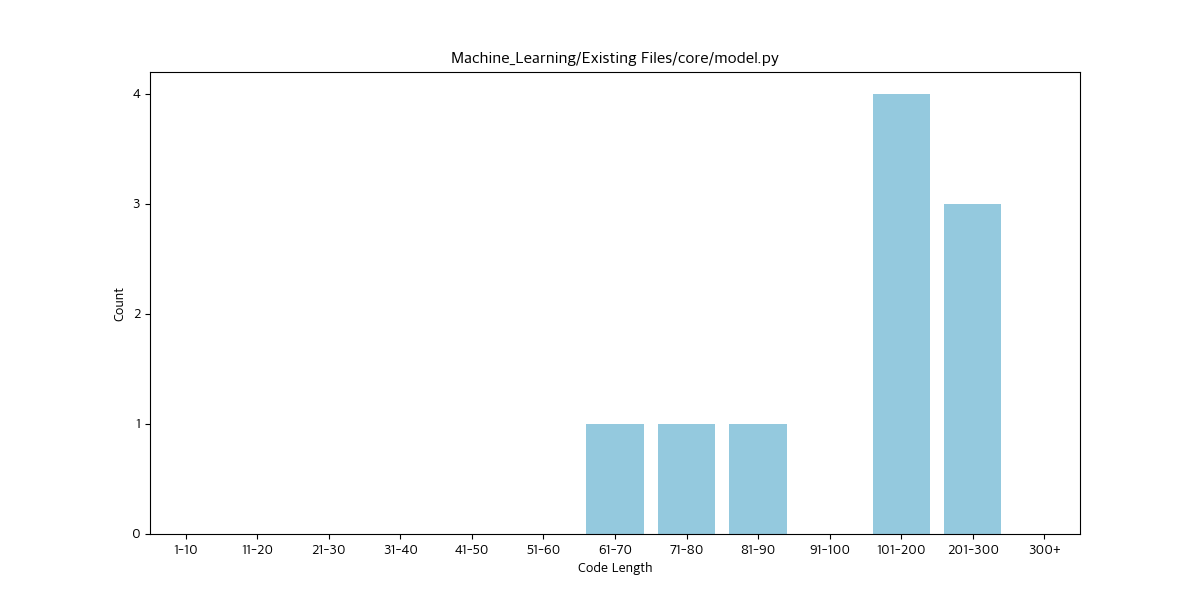 Machine_Learning/Existing Files/core/model.py
Count
4
3
2
1
0
1-10 11-20 21-30 31-40 41-50 51-60 61-70 71-80 81-90 91-100 101-200 201-300 300+
Code Length